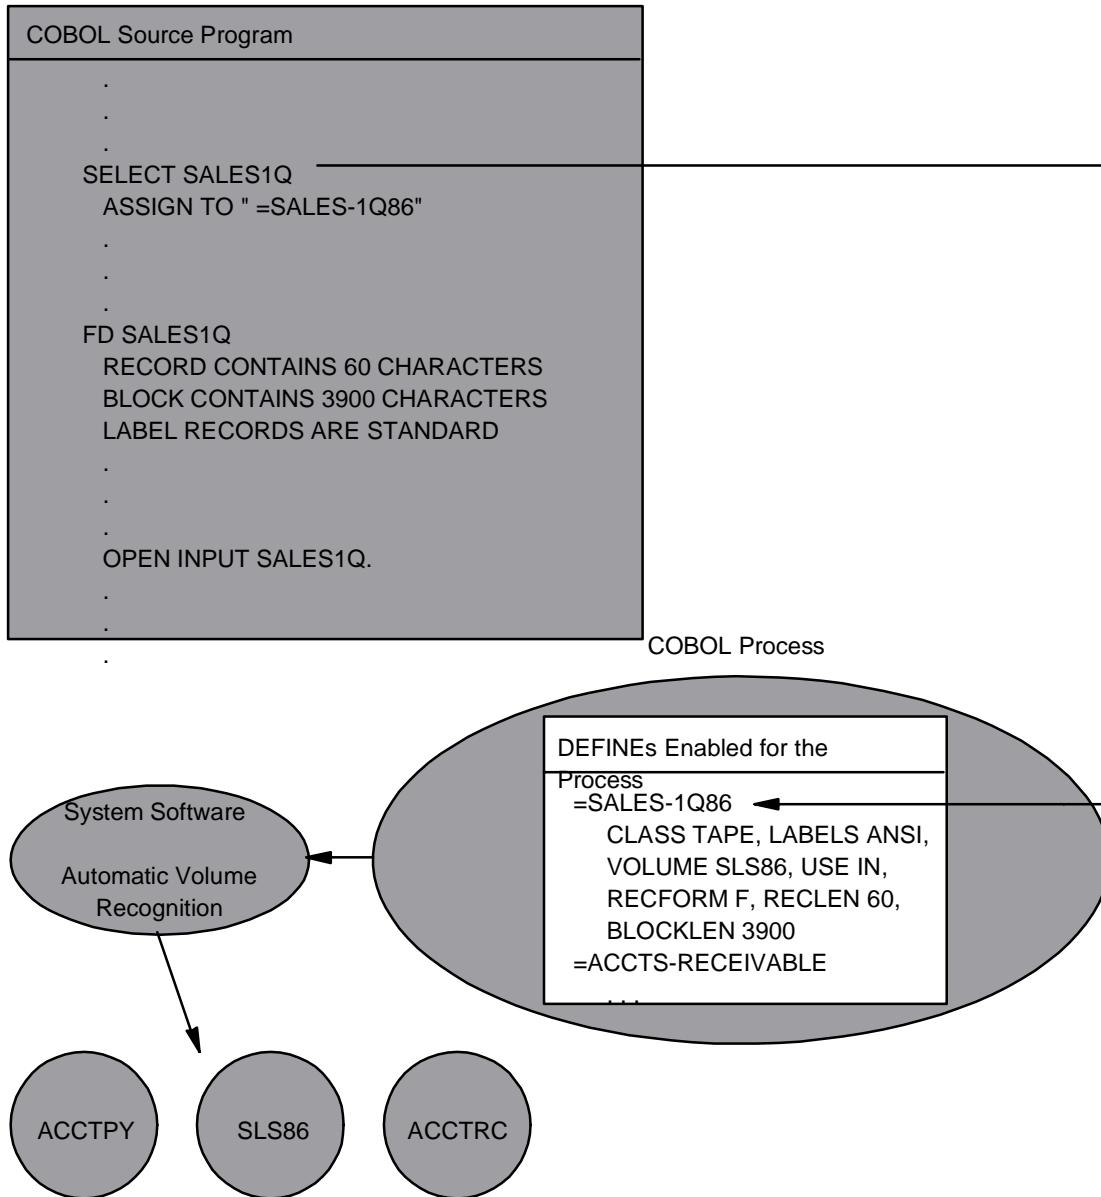 COBOL Source Program
.
.
.
SELECT SALES1Q
ASSIGN TO " =SALES-1Q86"
.
.
.
FD SALES1Q
RECORD CONTAINS 60 CHARACTERS
BLOCK CONTAINS 3900 CHARACTERS
LABEL RECORDS ARE STANDARD
.
.
.
OPEN INPUT SALES1Q.
.
.
.
COBOL Process
DEFINEs Enabled for the
Process
=SALES-1Q86
CLASS TAPE, LABELS ANSI,
VOLUME SLS86, USE IN,
RECFORM F, RECLEN 60,
BLOCKLEN 3900
=ACCTS-RECEIVABLE
. . .
System Software
Automatic Volume
Recognition
ACCTPY
SLS86
ACCTRC